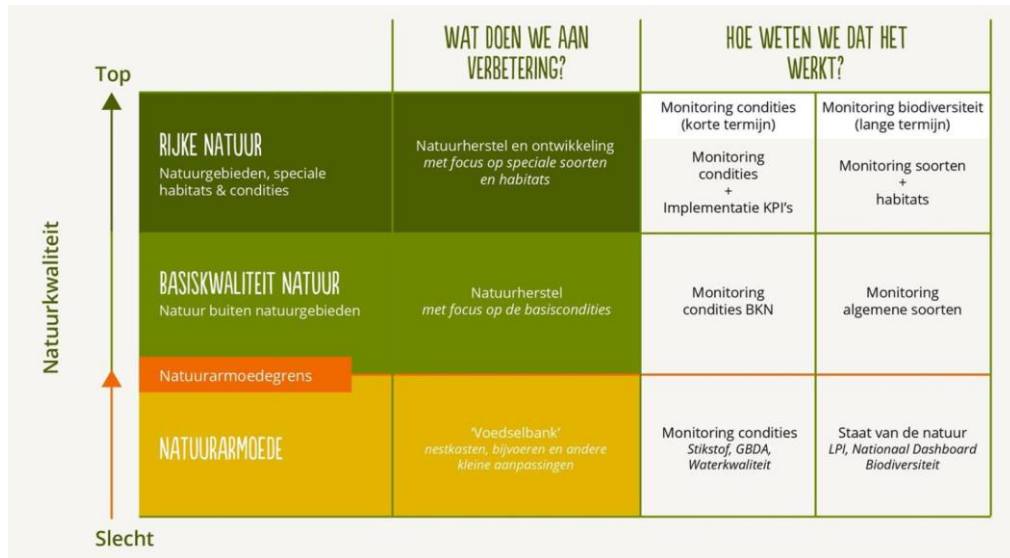 WAT DOEN WE AAN
VERBETERING?
HOE WETEN WE DAT HET
WERKT?
Top
Natuurkwaliteit
Slecht
Monitoring condities
(korte termijn)
Monitoring biodiversiteit
(lange termijn)
RIJKE NATUUR
Natuurgebieden, speciale
habitats & condities
Natuurherstel en ontwikkeling
met focus op speciale soorten
en habitats
Monitoring
condities
+
Implementatie KPI's
Monitoring soorten
+
habitats
BASISKWALITEIT NATUUR
Natuur buiten natuurgebieden
Natuurherstel
met focus op de basiscondities
Monitoring
condities BKN
Monitoring
algemene soorten
Natuurarmoedegrens
NATUURARMOEDE
'Voedselbank'
nestkasten, bijvoeren en andere
kleine aanpassingen
Monitoring condities
Stikstof, GBDA,
Waterkwaliteit
Staat van de natuur
LPI, Nationaal Dashboard
Biodiversiteit